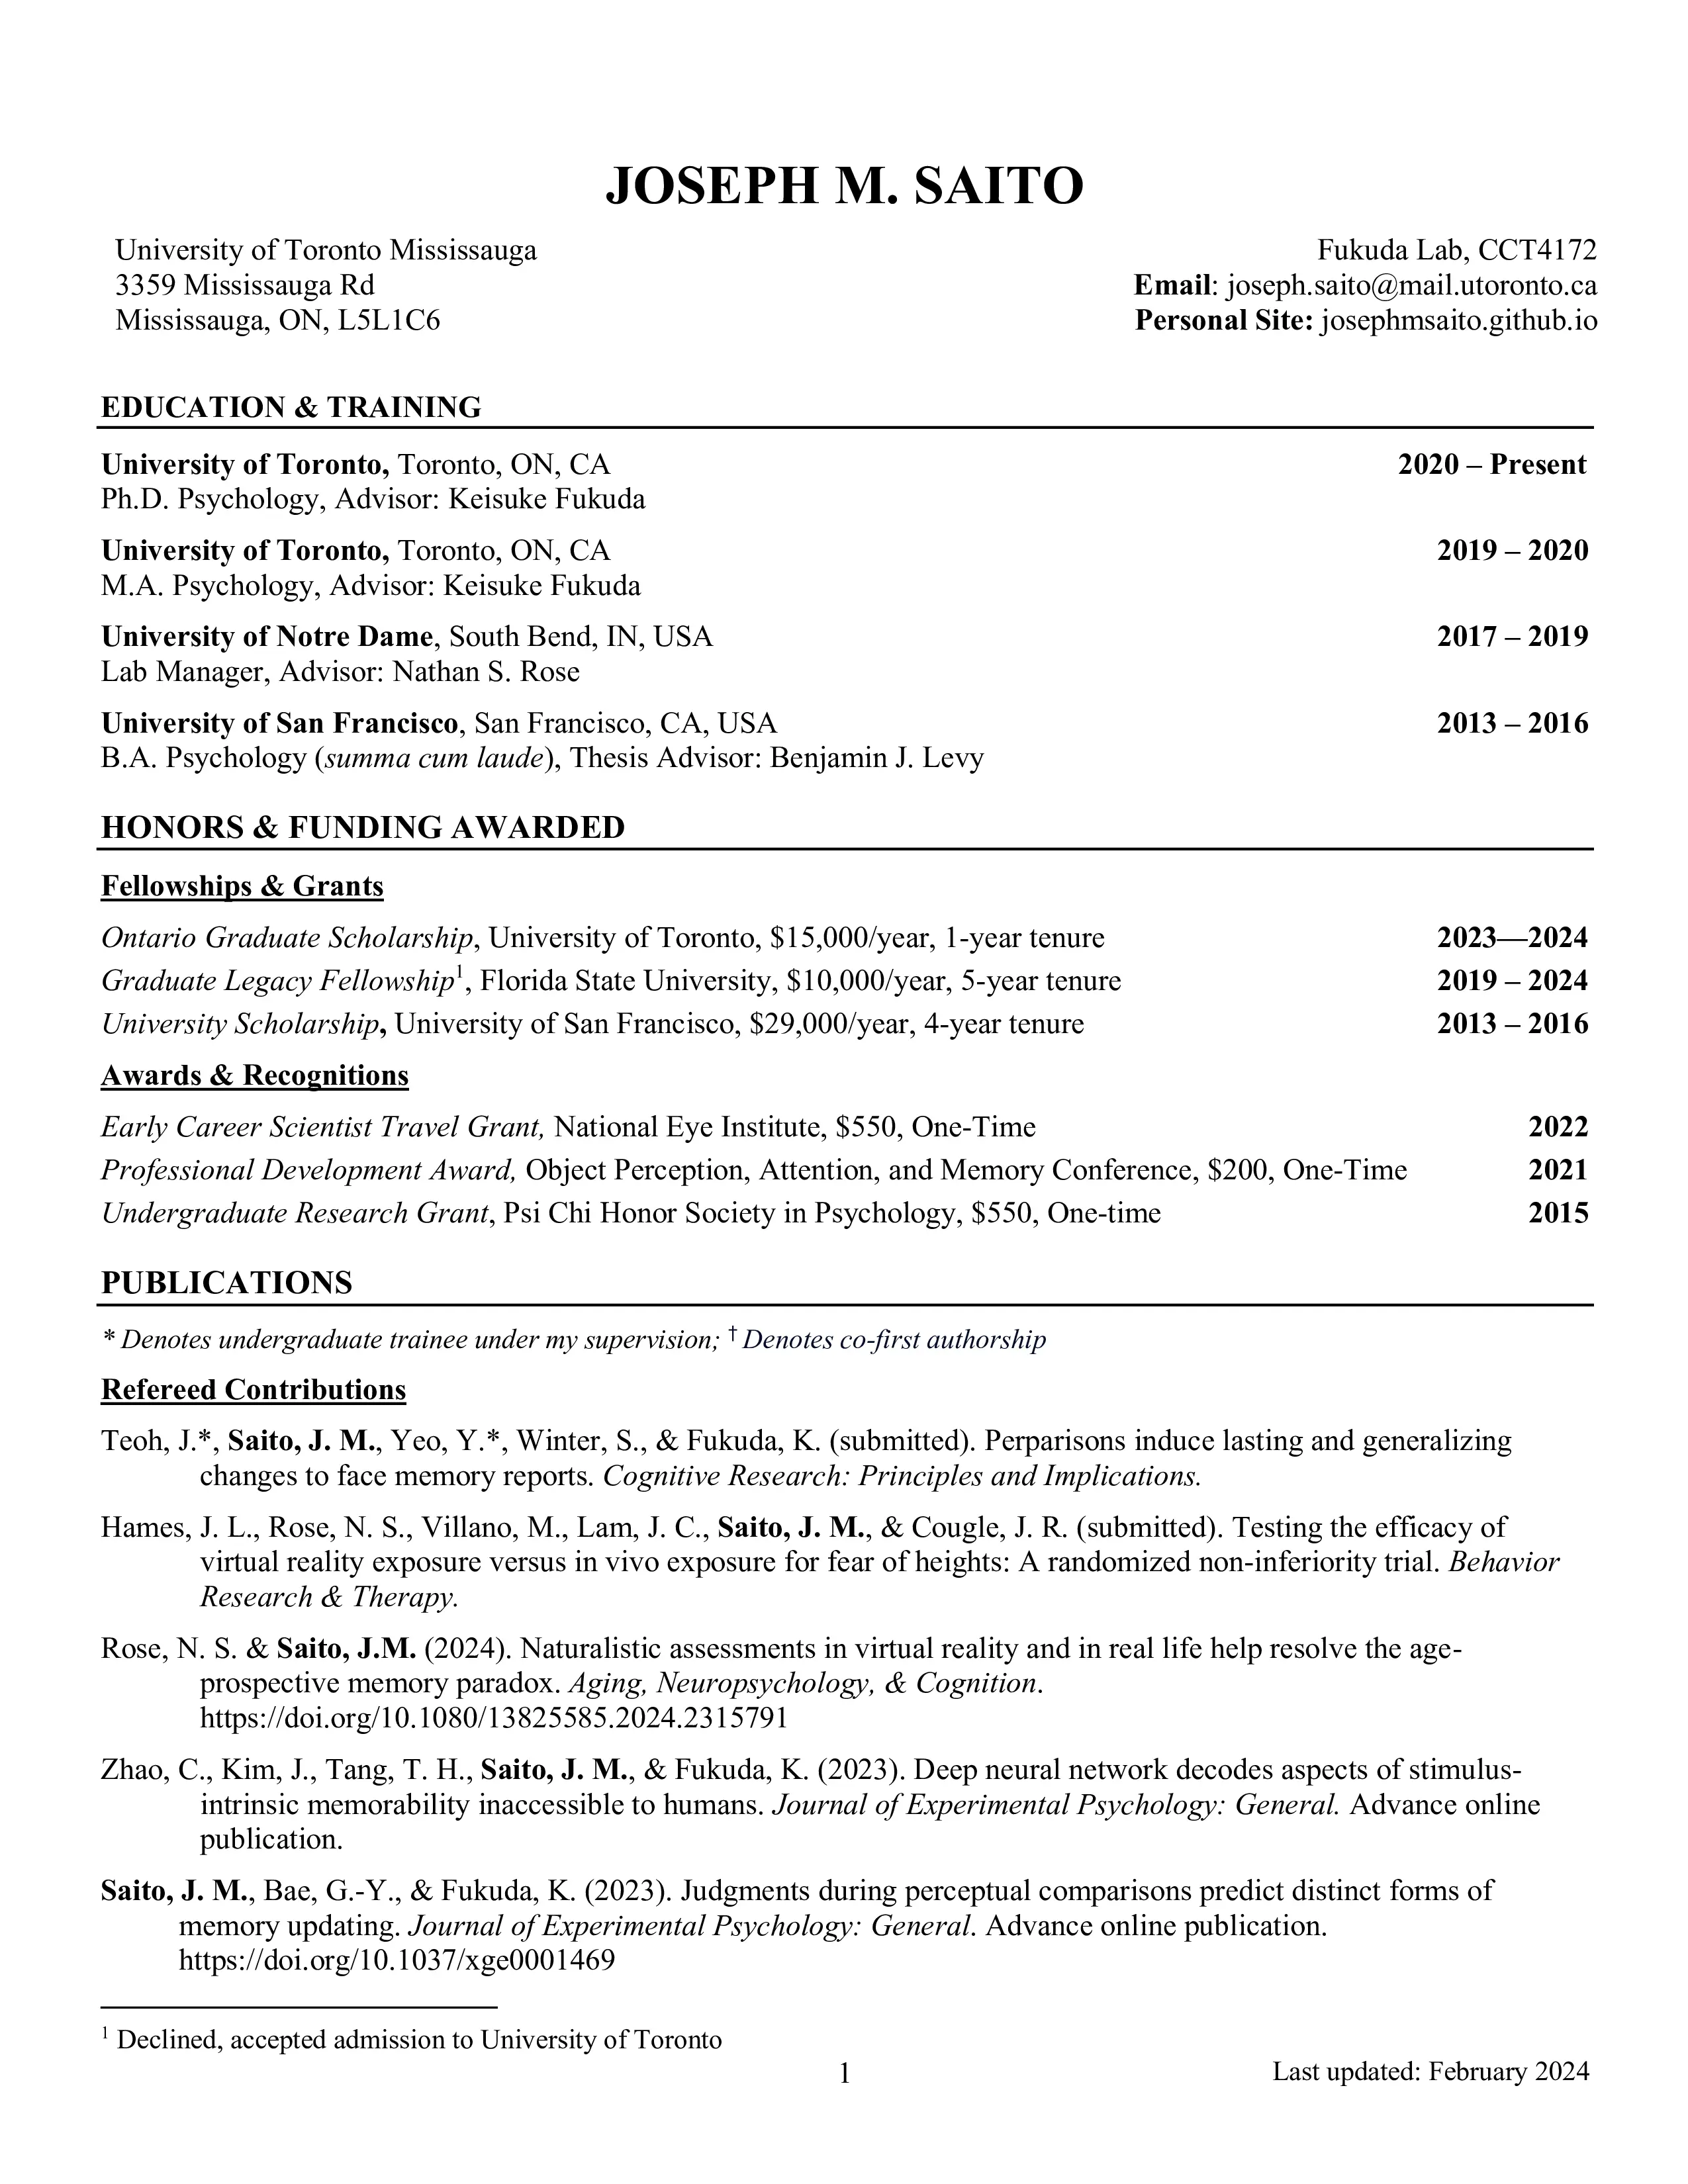 JOSEPH M. SAITO
University of Toronto Mississauga
3359 Mississauga Rd
Mississauga, ON, L5L1C6
Fukuda Lab, CCT4172
Email: joseph.saito@mail.utoronto.ca
Personal Site: josephmsaito.github.io
EDUCATION & TRAINING
University of Toronto, Toronto, ON, CA 2020 – Present
Ph.D. Psychology, Advisor: Keisuke Fukuda
University of Toronto, Toronto, ON, CA 2019 – 2020
M.A. Psychology, Advisor: Keisuke Fukuda
University of Notre Dame, South Bend, IN, USA 2017 – 2019
Lab Manager, Advisor: Nathan S. Rose
University of San Francisco, San Francisco, CA, USA 2013 – 2016
B.A. Psychology (summa cum laude), Thesis Advisor: Benjamin J. Levy
HONORS & FUNDING AWARDED
Fellowships & Grants
Ontario Graduate Scholarship, University of Toronto, $15,000/year, 1-year tenure 2023—2024
Graduate Legacy Fellowship¹, Florida State University, $10,000/year, 5-year tenure 2019 – 2024
University Scholarship, University of San Francisco, $29,000/year, 4-year tenure 2013 – 2016
Awards & Recognitions
Early Career Scientist Travel Grant, National Eye Institute, $550, One-Time 2022
Professional Development Award, Object Perception, Attention, and Memory Conference, $200, One-Time 2021
Undergraduate Research Grant, Psi Chi Honor Society in Psychology, $550, One-time 2015
PUBLICATIONS
* Denotes undergraduate trainee under my supervision; † Denotes co-first authorship
Refereed Contributions
Teoh, J.*, Saito, J. M., Yeo, Y.*, Winter, S., & Fukuda, K. (submitted). Perparisons induce lasting and generalizing
changes to face memory reports. Cognitive Research: Principles and Implications.
Hames, J. L., Rose, N. S., Villano, M., Lam, J. C., Saito, J. M., & Cougle, J. R. (submitted). Testing the efficacy of
virtual reality exposure versus in vivo exposure for fear of heights: A randomized non-inferiority trial. Behavior
Research & Therapy.
Rose, N. S. & Saito, J.M. (2024). Naturalistic assessments in virtual reality and in real life help resolve the age-
prospective memory paradox. Aging, Neuropsychology, & Cognition.
https://doi.org/10.1080/13825585.2024.2315791
Zhao, C., Kim, J., Tang, T. H., Saito, J. M., & Fukuda, K. (2023). Deep neural network decodes aspects of stimulus-
intrinsic memorability inaccessible to humans. Journal of Experimental Psychology: General. Advance online
publication.
Saito, J. M., Bae, G.-Y., & Fukuda, K. (2023). Judgments during perceptual comparisons predict distinct forms of
memory updating. Journal of Experimental Psychology: General. Advance online publication.
https://doi.org/10.1037/xge0001469
¹ Declined, accepted admission to University of Toronto
1
Last updated: February 2024